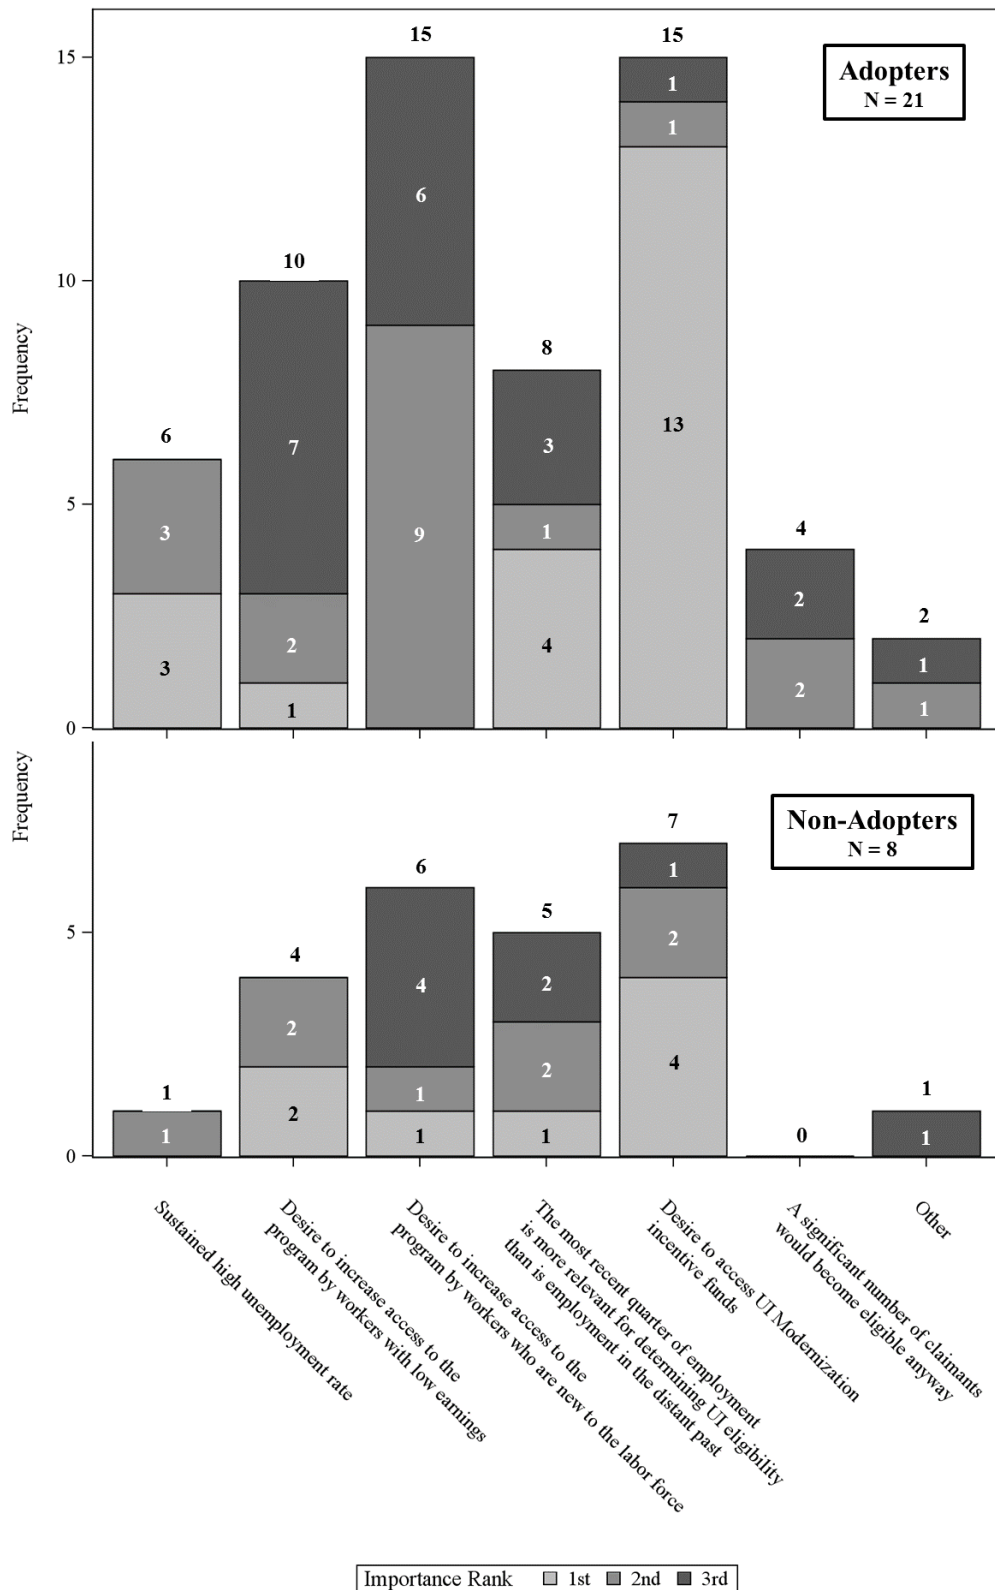 15
15
15
Adopters
N = 21
1
1
6
10
10
8
Frequency
13
6
7
3
5
4
3
9
1
2
2
3
2
4
1
2
1
1
0
Frequency
7
Non-Adopters
N = 8
6
1
5
5
4
2
4
2
2
2
4
1
1
1
2
1
1
1
0
1
0
Sustained high unemployment rate
Desire to increase access to the
program by workers with low earnings
Desire to increase access to the
program by workers who are new to the labor force
The most recent quarter of employment
is more relevant for determining UI eligibility
than is employment in the distant past
Desire to access UI Modernization
incentive funds
A significant number of claimants
would become eligible anyway
Other
Importance Rank 1st 2nd 3rd